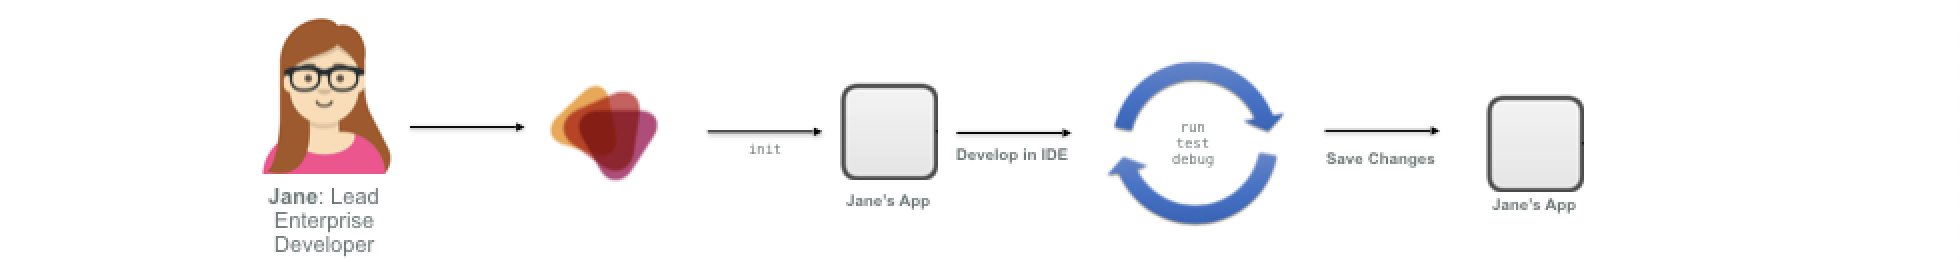 Jane: Lead
Enterprise
Developer
init
Jane's App
Develop in IDE
run
test
debug
Save Changes
Jane's App